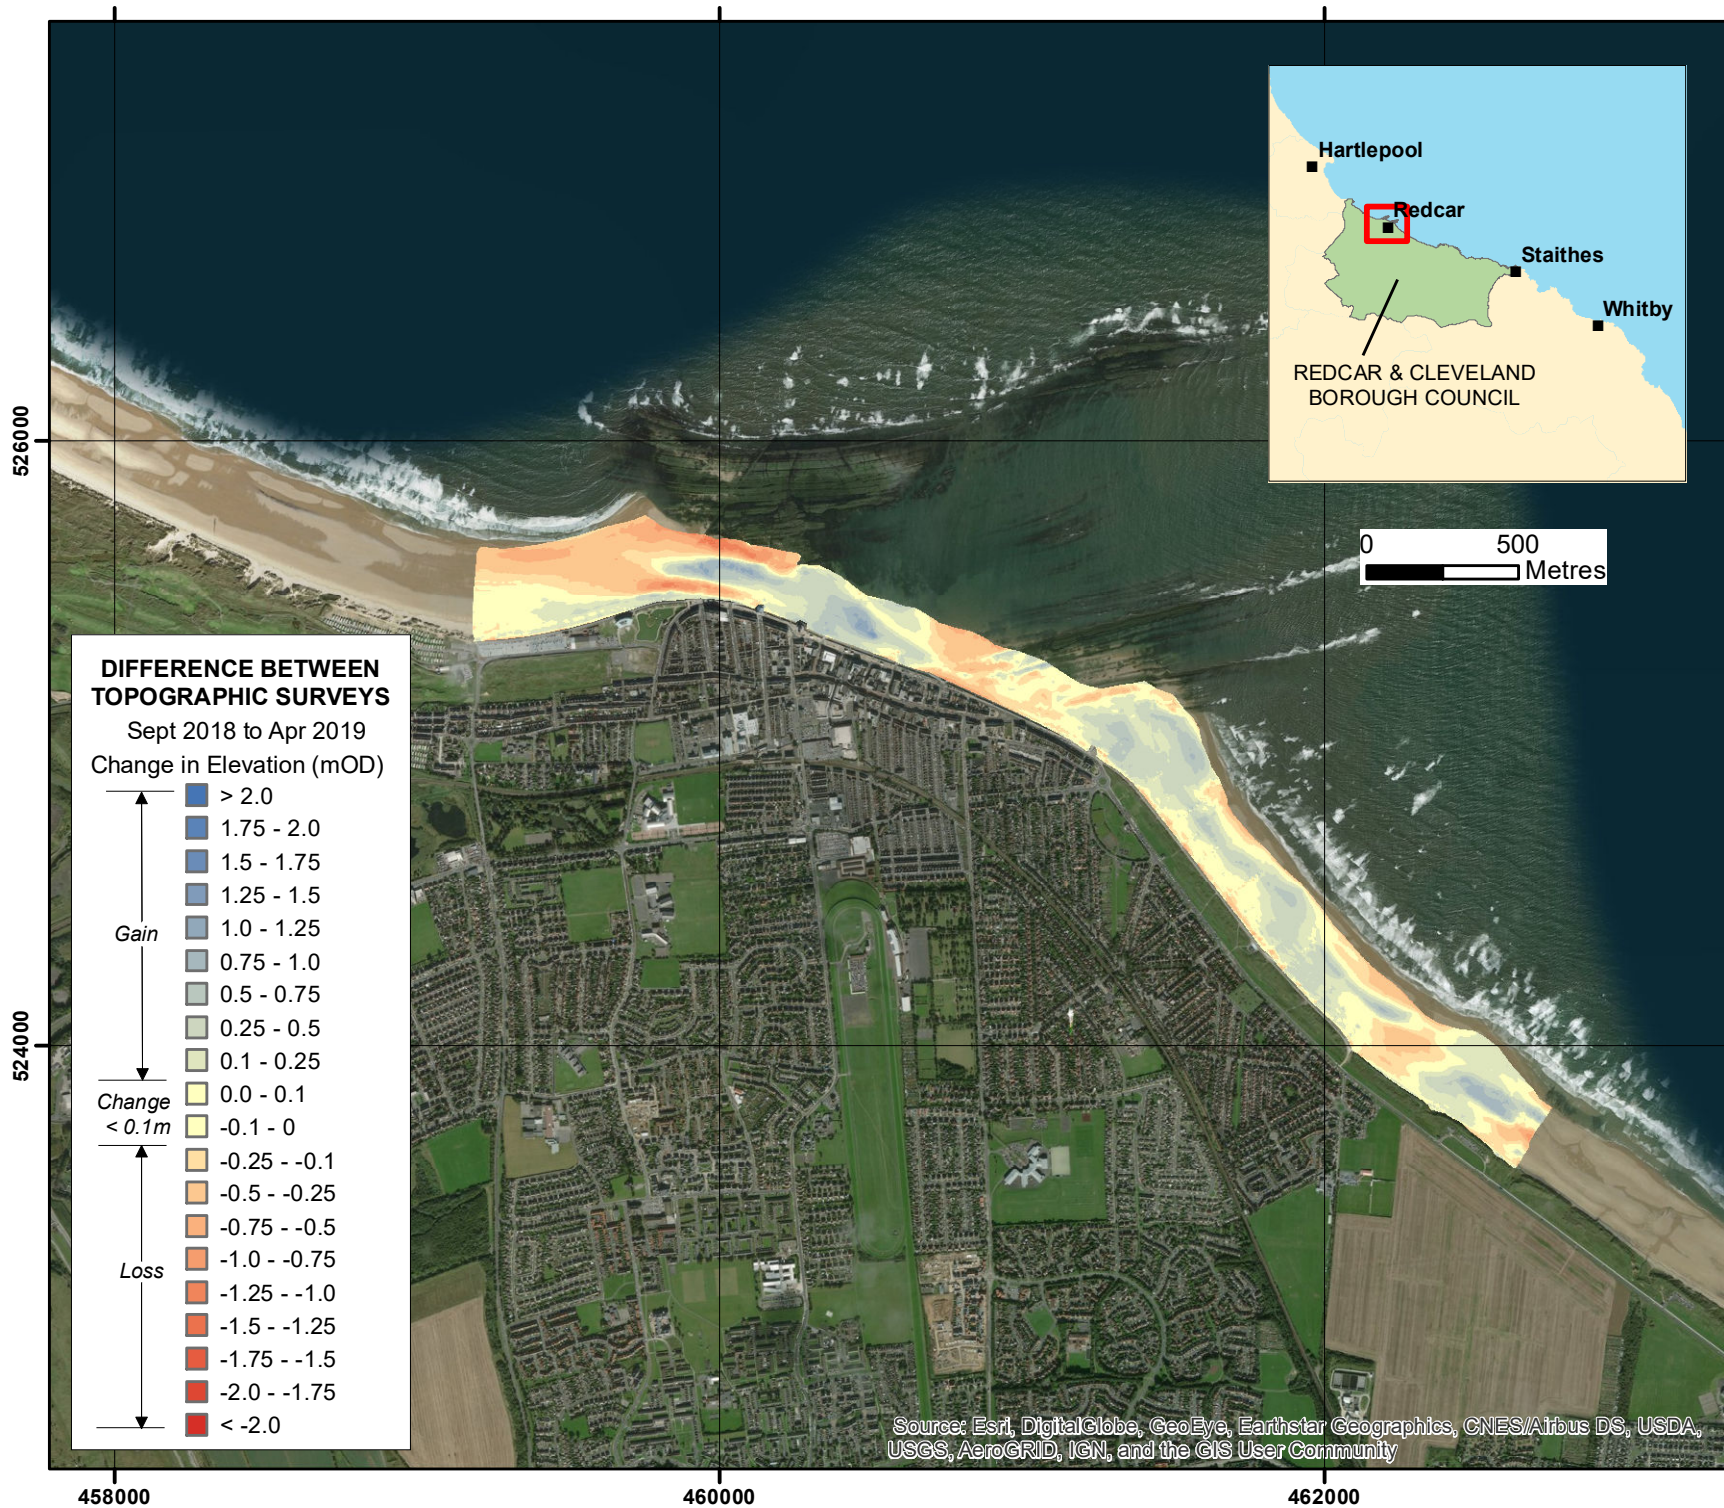 Hartlepool
Redcar
Staithes
Whitby
REDCAR & CLEVELAND
BOROUGH COUNCIL
0 500
Metres
526000
524000
DIFFERENCE BETWEEN
TOPOGRAPHIC SURVEYS
Sept 2018 to Apr 2019
Change in Elevation (mOD)
> 2.0
1.75 - 2.0
1.5 - 1.75
1.25 - 1.5
Gain
1.0 - 1.25
0.75 - 1.0
0.5 - 0.75
0.25 - 0.5
0.1 - 0.25
Change
< 0.1m
0.0 - 0.1
-0.1 - 0
-0.25 - -0.1
-0.5 - -0.25
-0.75 - -0.5
-1.0 - -0.75
Loss
-1.25 - -1.0
-1.5 - -1.25
-1.75 - -1.5
-2.0 - -1.75
< -2.0
Source: Esri, DigitalGlobe, GeoEye, Earthstar Geographics, CNES/Airbus DS, USDA,
USGS, AeroGRID, IGN, and the GIS User Community
458000 460000 462000